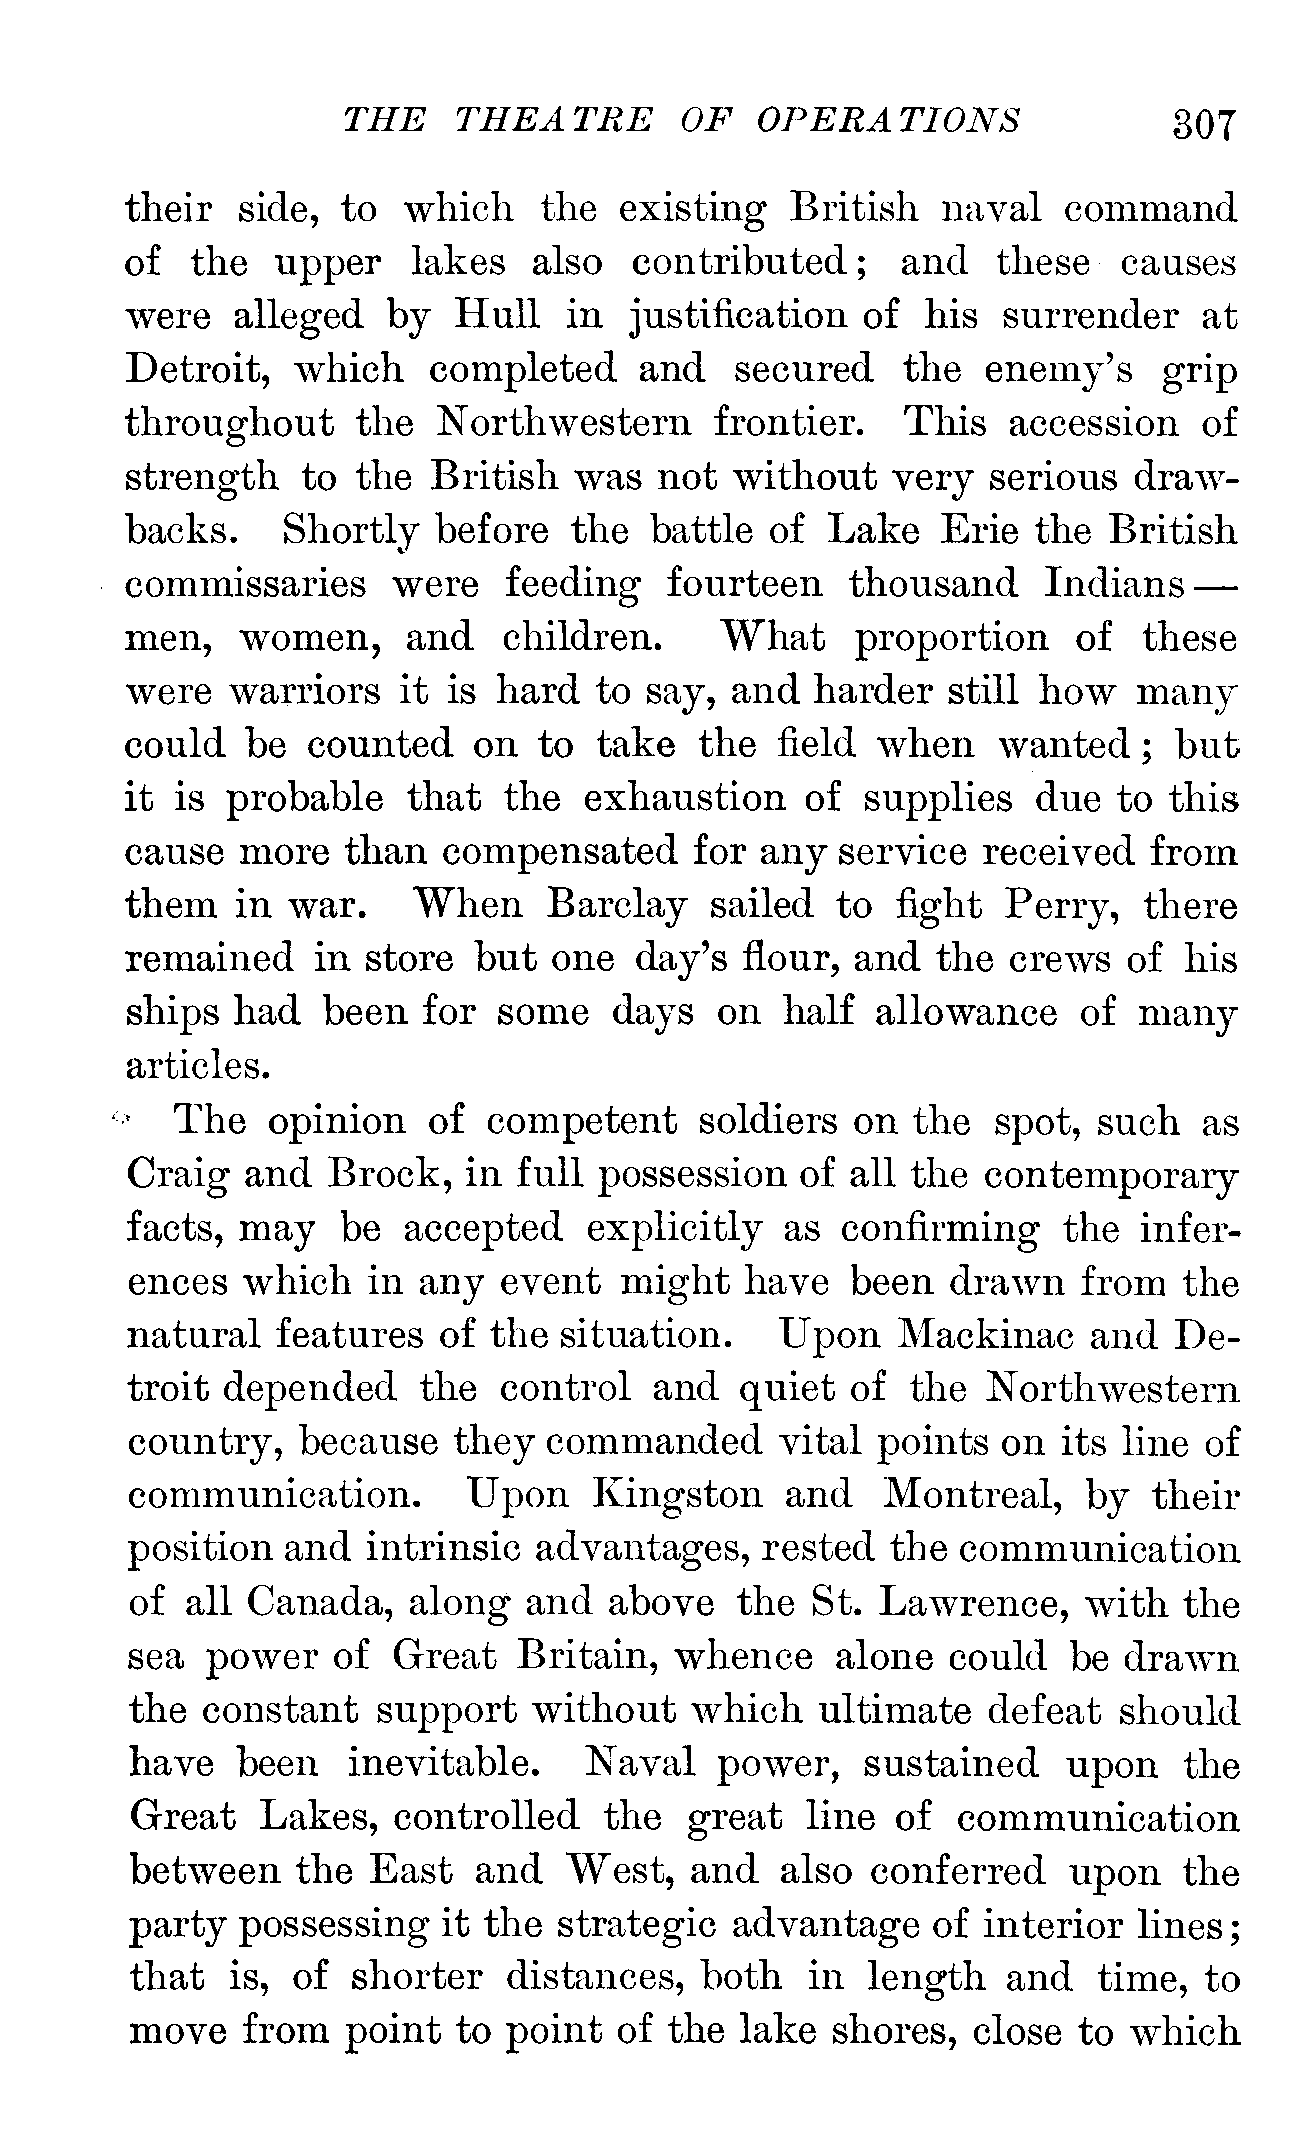 THE THEATRE OF OPERATIONS 307
their side, to which the existing British naval command
of the upper lakes also contributed; and these causes
were alleged by Hull in justification of his surrender at
Detroit, which completed and secured the enemy's grip
throughout the Northwestern frontier. This accession of
strength to the British was not without very serious draw-
backs. Shortly before the battle of Lake Erie the British
commissaries were feeding fourteen thousand Indians —
men, women, and children. What proportion of these
were warriors it is hard to say, and harder still how many
could be counted on to take the field when wanted; but
it is probable that the exhaustion of supplies due to this
cause more than compensated for any service received from
them in war. When Barclay sailed to fight Perry, there
remained in store but one day's flour, and the crews of his
ships had been for some days on half allowance of many
articles.
The opinion of competent soldiers on the spot, such as
Craig and Brock, in full possession of all the contemporary
facts, may be accepted explicitly as confirming the infer-
ences which in any event might have been drawn from the
natural features of the situation. Upon Mackinac and De-
troit depended the control and quiet of the Northwestern
country, because they commanded vital points on its line of
communication. Upon Kingston and Montreal, by their
position and intrinsic advantages, rested the communication
of all Canada, along and above the St. Lawrence, with the
sea power of Great Britain, whence alone could be drawn
the constant support without which ultimate defeat should
have been inevitable. Naval power, sustained upon the
Great Lakes, controlled the great line of communication
between the East and West, and also conferred upon the
party possessing it the strategic advantage of interior lines;
that is, of shorter distances, both in length and time, to
move from point to point of the lake shores, close to which